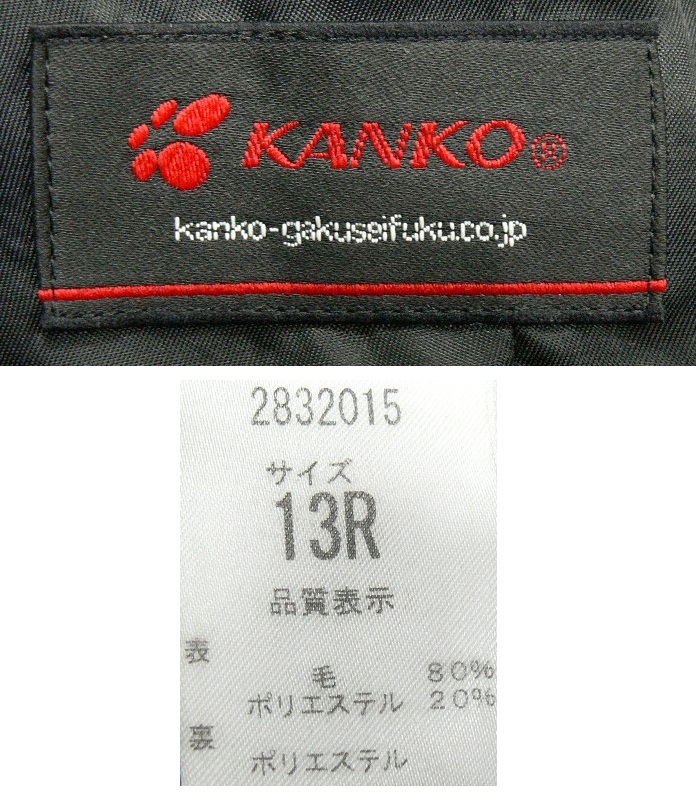 KANKO®
kanko-gakuseifuku.co.jp
2832015
サイズ
13R
品質表示
表
毛 80%
ポリエステル 20%
裏
ポリエステル